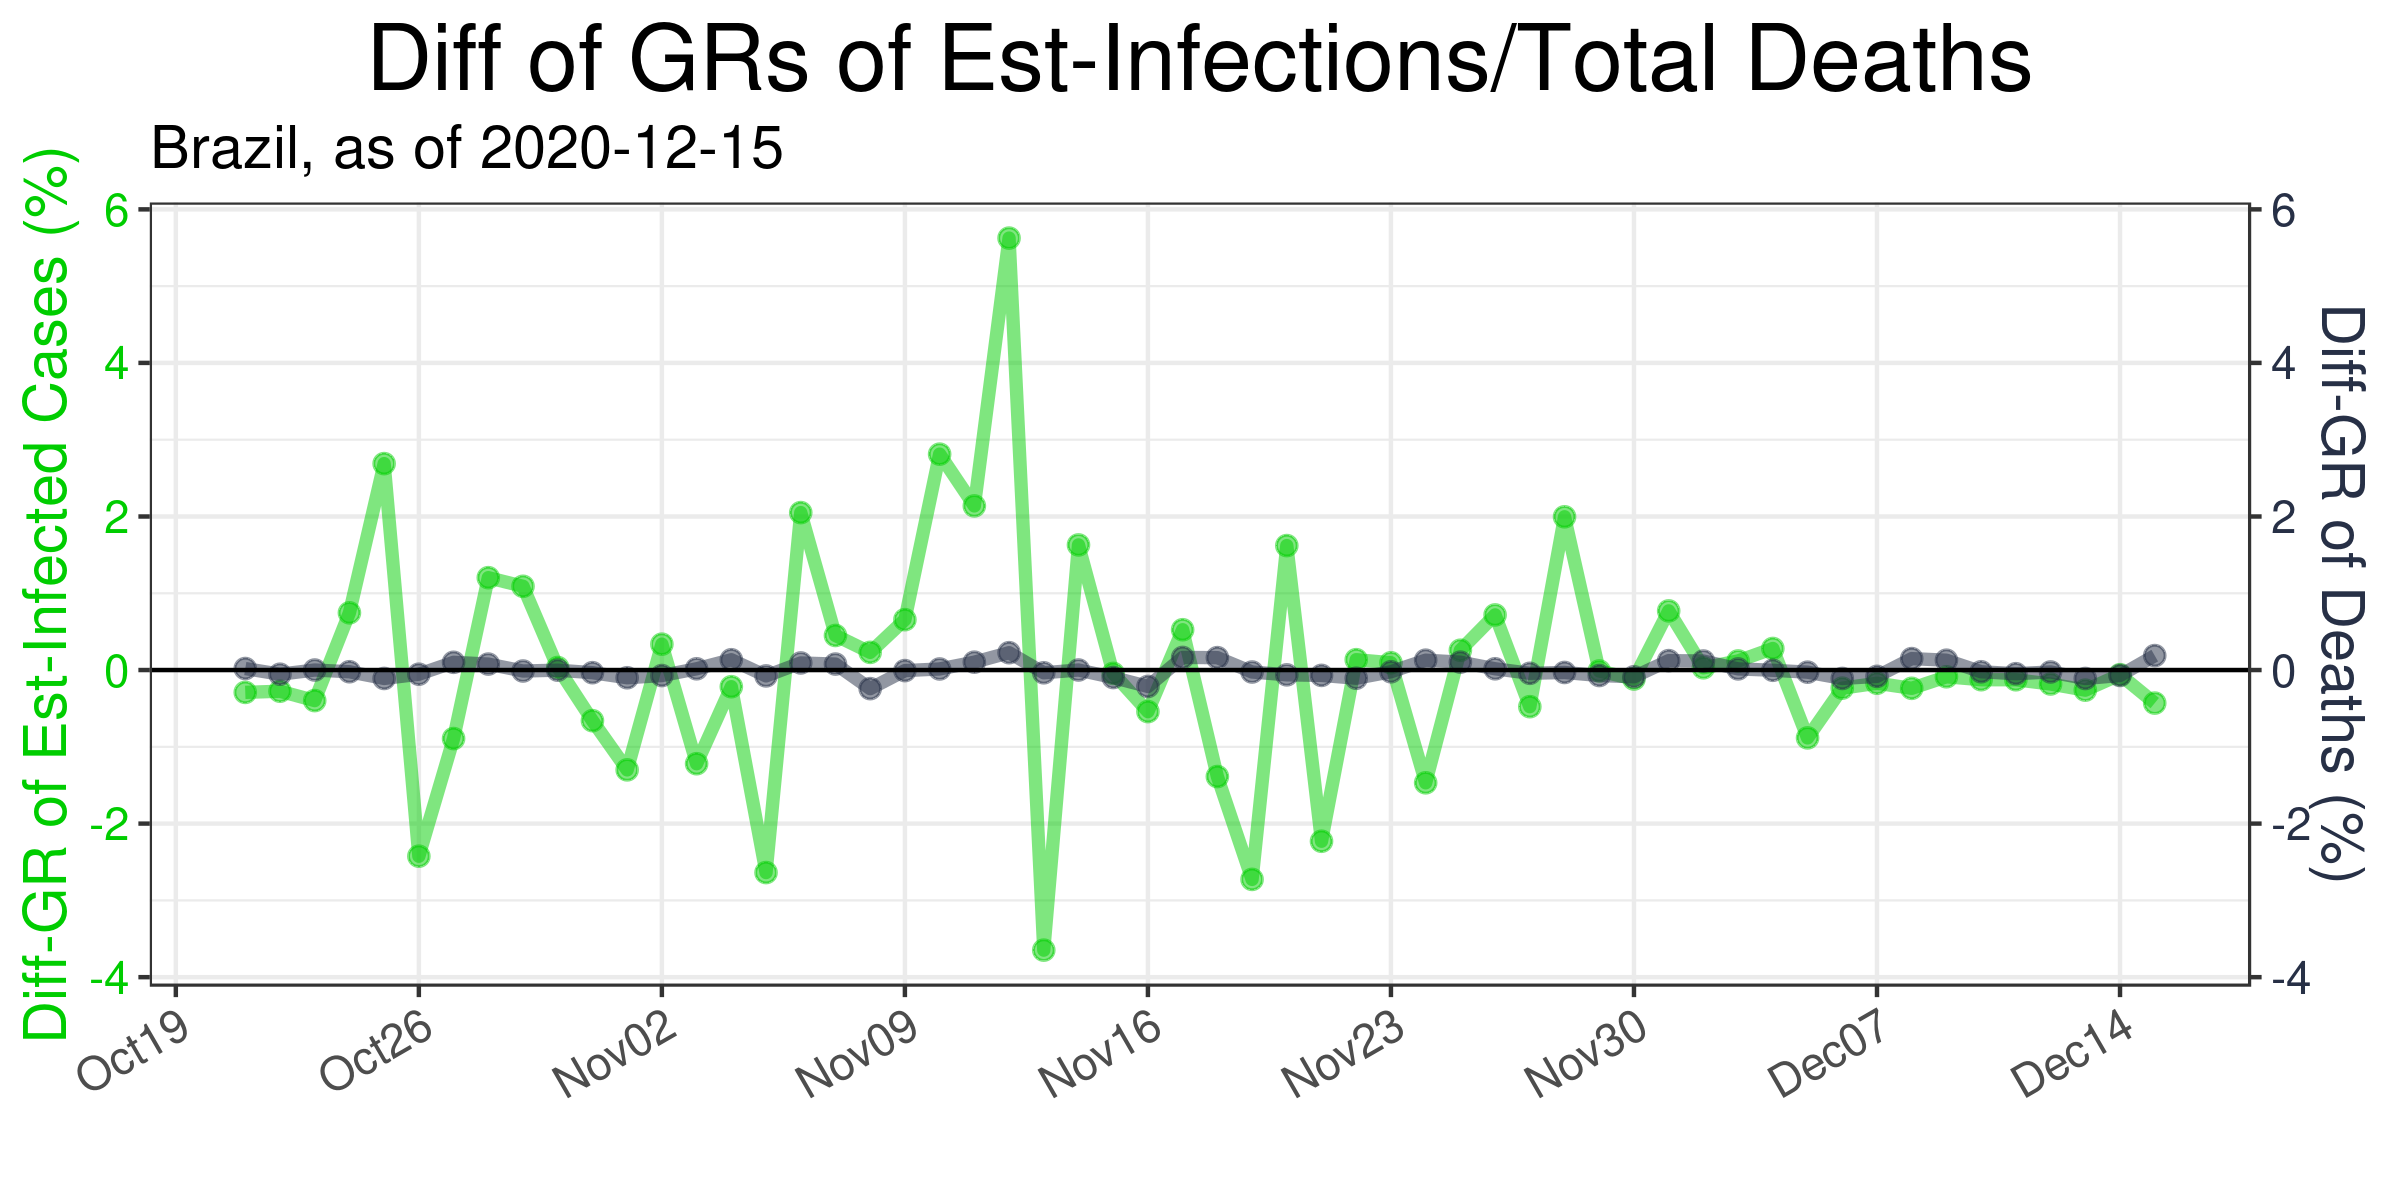 Diff of GRs of Est-Infections/Total Deaths
Brazil, as of 2020-12-15
Diff-GR of Est-Infected Cases (%)
6
4
2
0
-2
-4
6
4
2
0
-2
-4
Diff-GR of Deaths (%)
Oct19
Oct26
Nov02
Nov09
Nov16
Nov23
Nov30
Dec07
Dec14